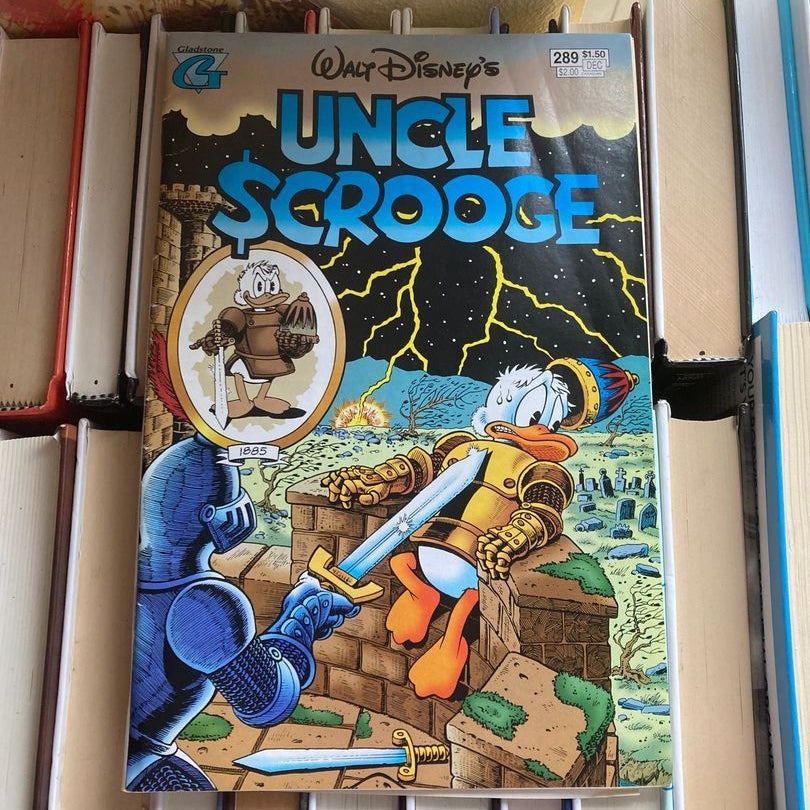 Gladstone
G
WALT DISNEY'S
289 $1.50
DEC
$2.00
UNCLE
$CROOGE
1885